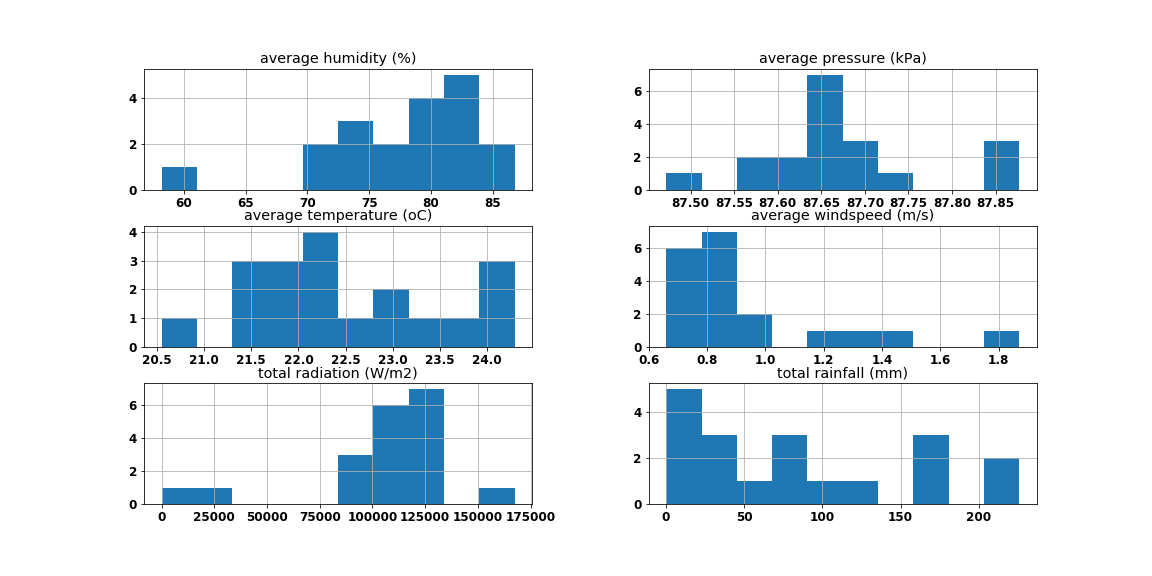 average humidity (%)
4
2
0
60 65 70 75 80 85
average pressure (kPa)
6
4
2
0
87.50 87.55 87.60 87.65 87.70 87.75 87.80 87.85
average temperature (oC)
4
3
2
1
0
20.5 21.0 21.5 22.0 22.5 23.0 23.5 24.0
average windspeed (m/s)
6
4
2
0
0.6 0.8 1.0 1.2 1.4 1.6 1.8
total radiation (W/m2)
6
4
2
0
0 25000 50000 75000 100000 125000 150000 175000
total rainfall (mm)
4
2
0
0 50 100 150 200